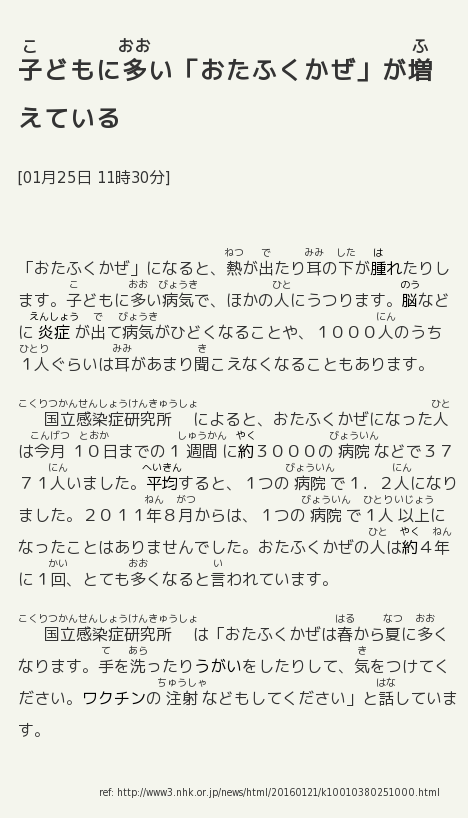 子どもに多い「おたふくかぜ」が増
えている
[01月25日 11時30分]
「おたふくかぜ」になると、熱が出たり耳の下が腫れたりし
ます。子どもに多い病気で、ほかの人にうつります。脳など
に炎症が出て病気がひどくなることや、１０００人のうち
１人ぐらいは耳があまり聞こえなくなることもあります。
国立感染症研究所によると、おたふくかぜになった人
は今月１０日までの１週間に約３０００の病院などで３７
７１人いました。平均すると、１つの病院で１．２人になり
ました。２０１１年８月からは、１つの病院で１人以上に
なったことはありませんでした。おたふくかぜの人は約４年
に１回、とても多くなると言われています。
国立感染症研究所は「おたふくかぜは春から夏に多く
なります。手を洗ったりうがいをしたりして、気をつけてく
ださい。ワクチンの注射などもしてください」と話していま
す。
ref: http://www3.nhk.or.jp/news/html/20160121/k10010380251000.html